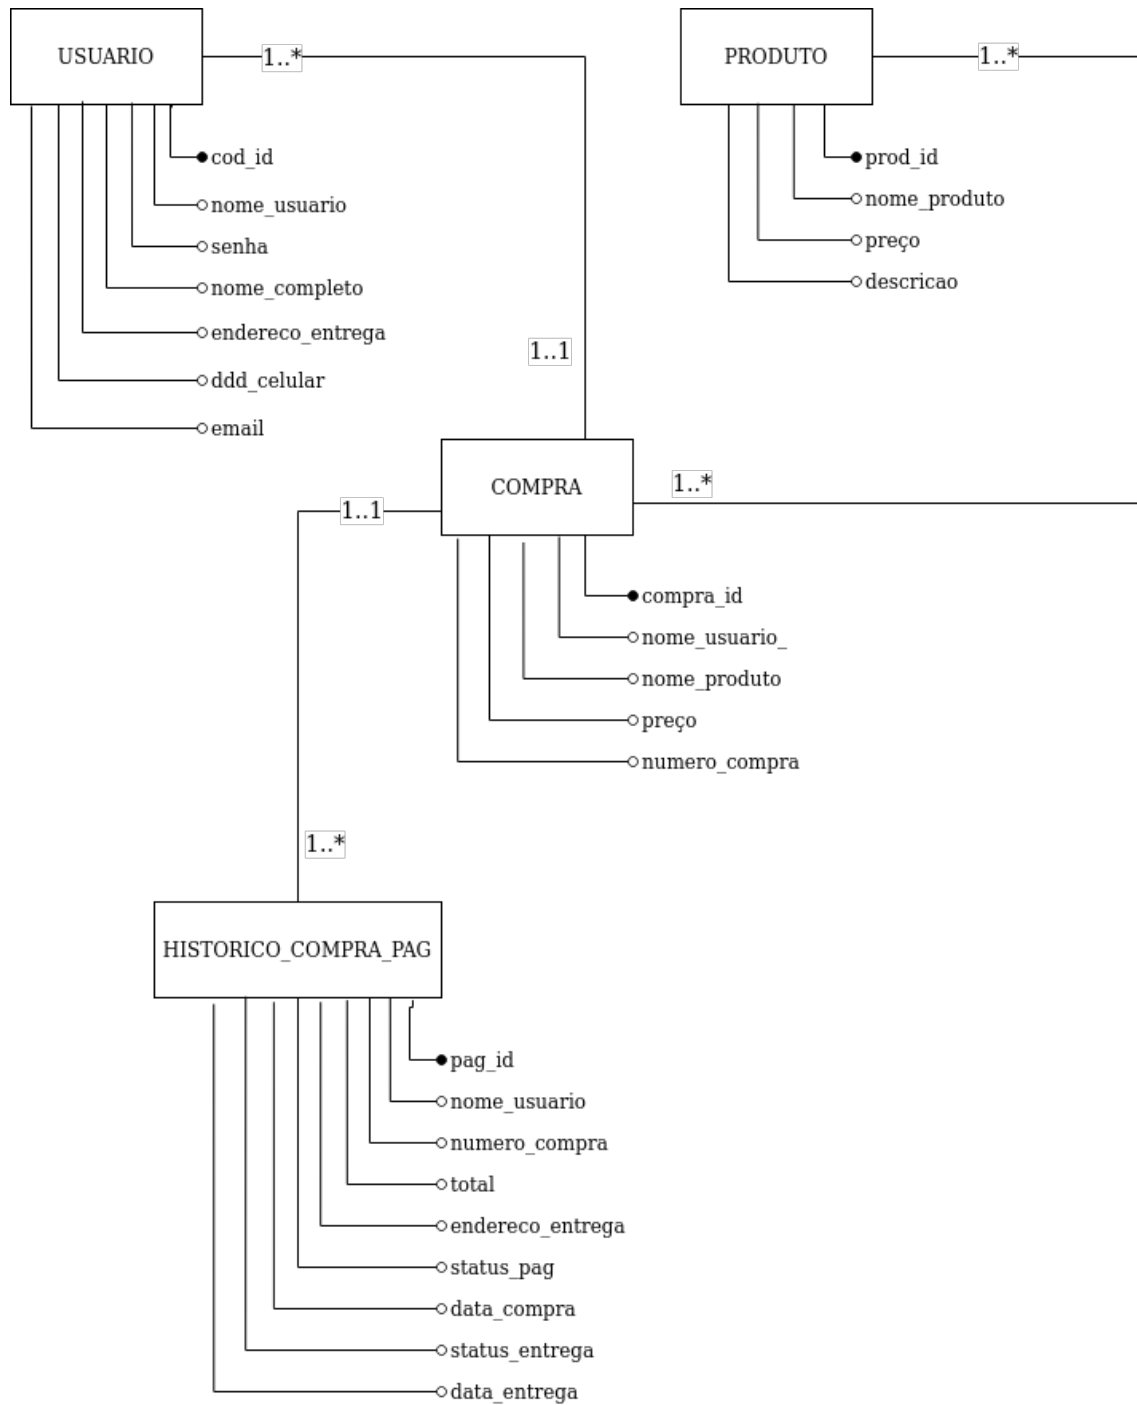 USUARIO
1..*
PRODUTO
1..*
cod_id
nome_usuario
senha
nome_completo
endereco_entrega
ddd_celular
email
prod_id
nome_produto
preço
descricao
1..1
COMPRA
1..*
1..1
compra_id
nome_usuario_
nome_produto
preço
numero_compra
1..*
HISTORICO_COMPRA_PAG
pag_id
nome_usuario
numero_compra
total
endereco_entrega
status_pag
data_compra
status_entrega
data_entrega